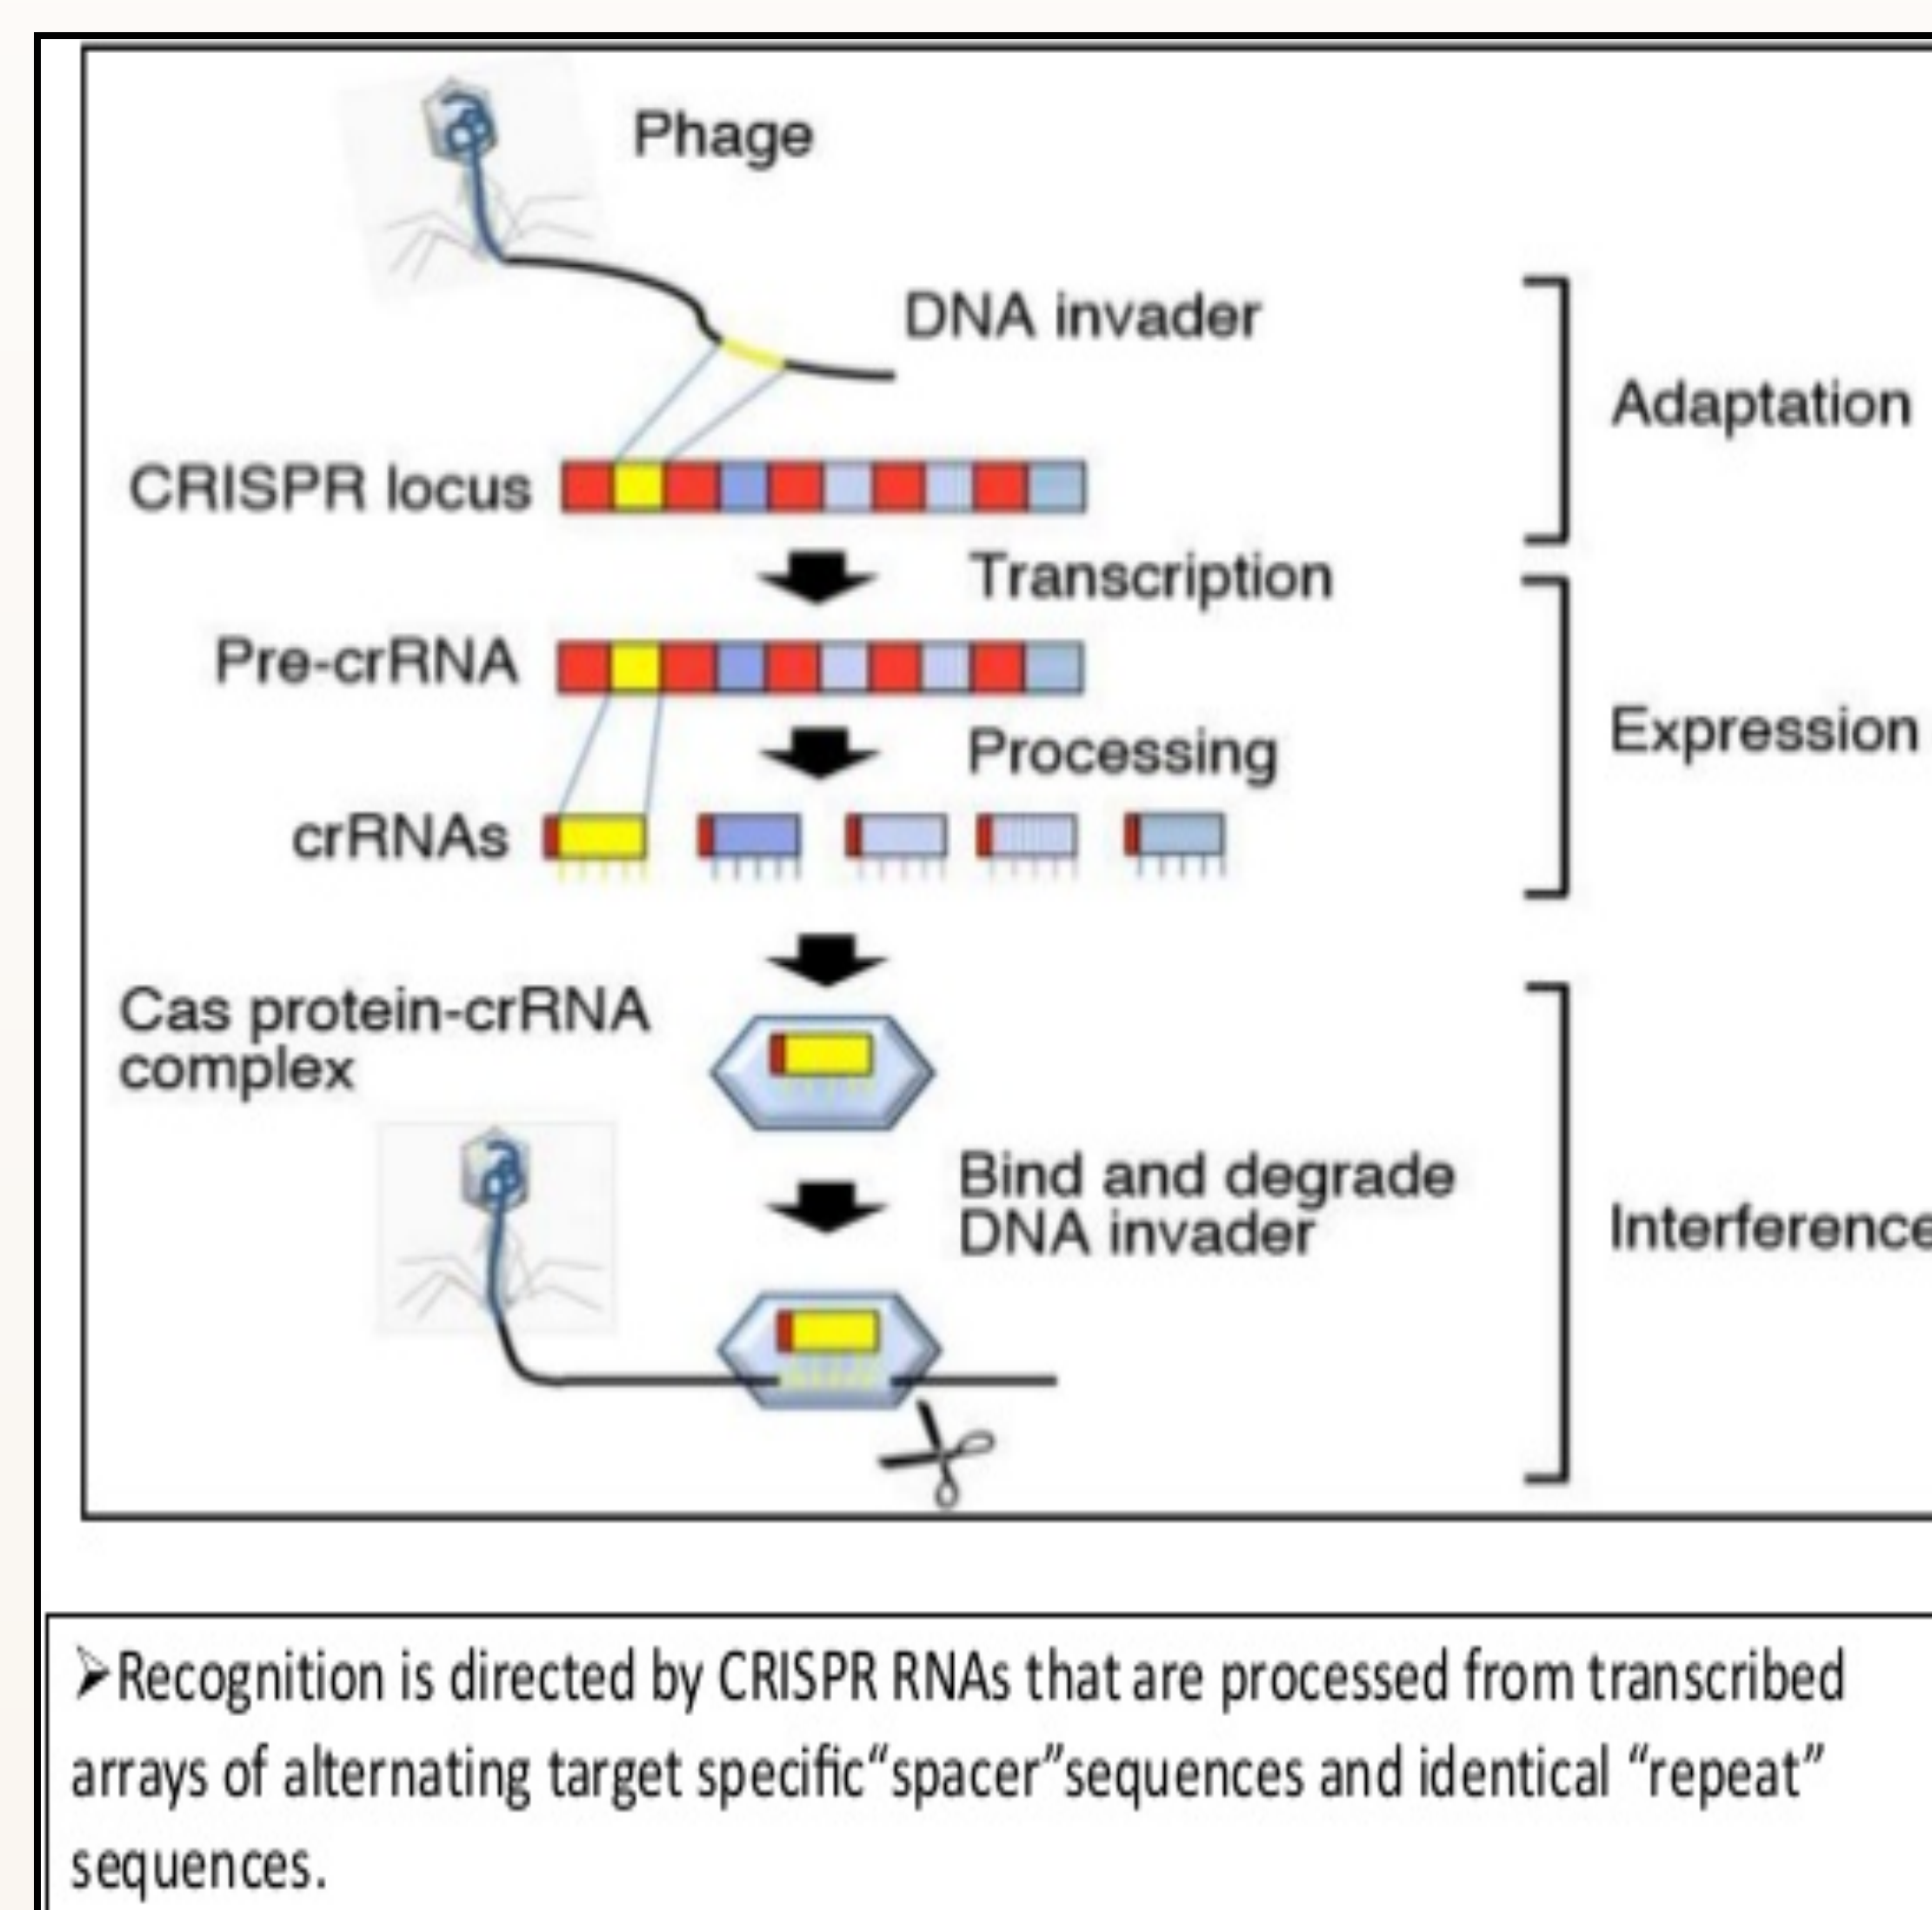 Phage
DNA invader
Adaptation
CRISPR locus
Transcription
Pre-crRNA
Expression
Processing
crRNAs
Cas protein-crRNA
complex
Bind and degrade
DNA invader
Interference
➢Recognition is directed by CRISPR RNAs that are processed from transcribed
arrays of alternating target specific“spacer”sequences and identical “repeat”
sequences.